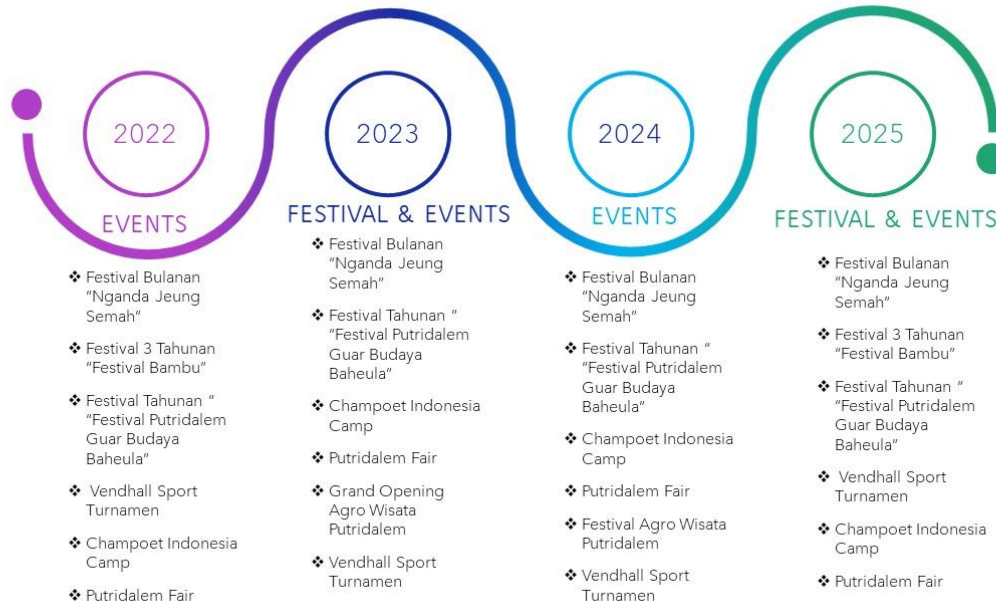 2022
EVENTS
❖ Festival Bulanan
“Nganda Jeung
Semah”
❖ Festival 3 Tahunan
“Festival Bambu”
❖ Festival Tahunan “
“Festival Putridalem
Guar Budaya
Baheula”
❖ Vendhall Sport
Turnamen
❖ Champoet Indonesia
Camp
❖ Putridalem Fair
2023
FESTIVAL & EVENTS
❖ Festival Bulanan
“Nganda Jeung
Semah”
❖ Festival Tahunan “
“Festival Putridalem
Guar Budaya
Baheula”
❖ Champoet Indonesia
Camp
❖ Putridalem Fair
❖ Grand Opening
Agro Wisata
Putridalem
❖ Vendhall Sport
Turnamen
2024
EVENTS
❖ Festival Bulanan
“Nganda Jeung
Semah”
❖ Festival Tahunan “
“Festival Putridalem
Guar Budaya
Baheula”
❖ Champoet Indonesia
Camp
❖ Putridalem Fair
❖ Festival Agro Wisata
Putridalem
❖ Vendhall Sport
Turnamen
2025
FESTIVAL & EVENTS
❖ Festival Bulanan
“Nganda Jeung
Semah”
❖ Festival 3 Tahunan
“Festival Bambu”
❖ Festival Tahunan “
“Festival Putridalem
Guar Budaya
Baheula”
❖ Vendhall Sport
Turnamen
❖ Champoet Indonesia
Camp
❖ Putridalem Fair